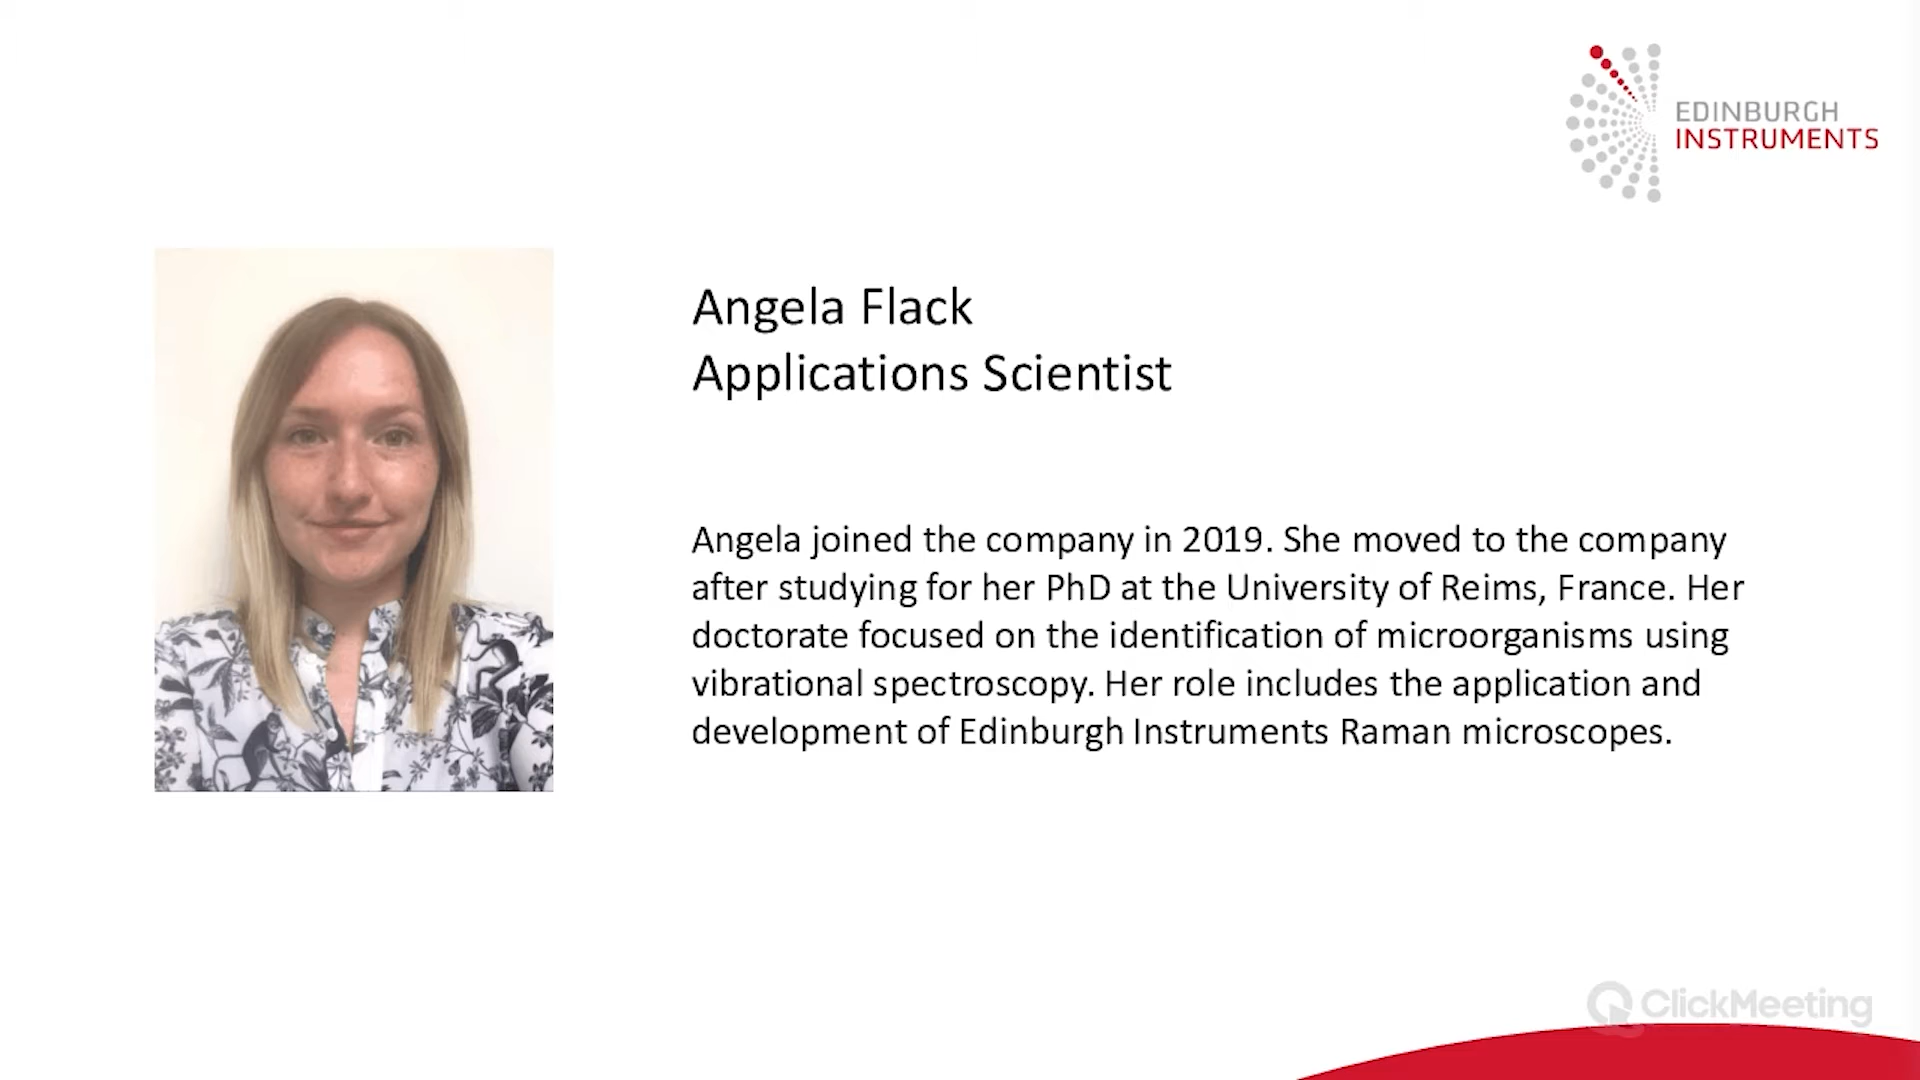 EDINBURGH
INSTRUMENTS
Angela Flack
Applications Scientist
Angela joined the company in 2019. She moved to the company
after studying for her PhD at the University of Reims, France. Her
doctorate focused on the identification of microorganisms using
vibrational spectroscopy. Her role includes the application and
development of Edinburgh Instruments Raman microscopes.
ClickMeeting